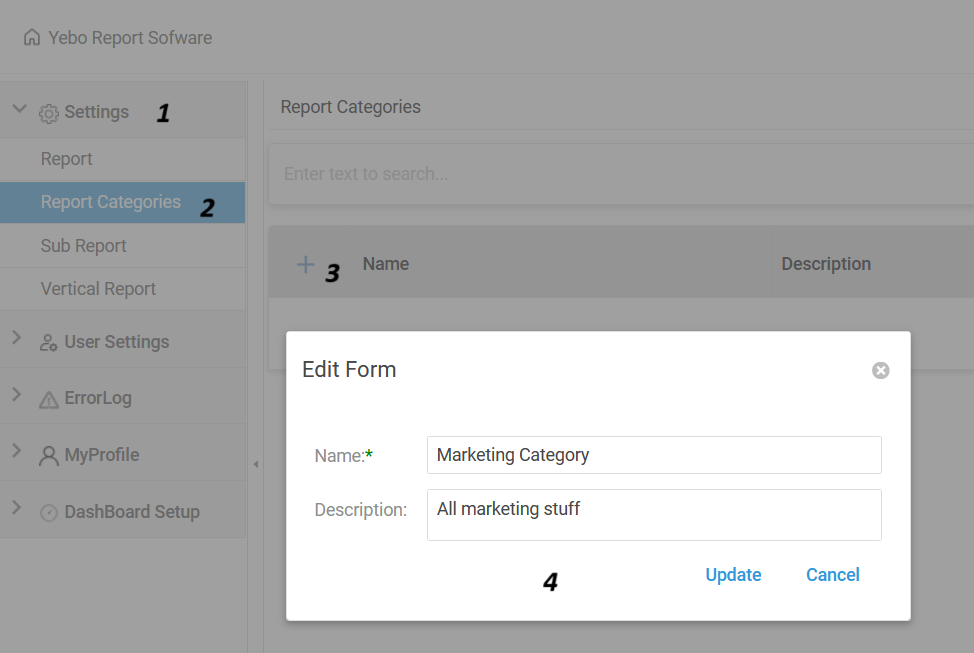 Yebo Report Sofware
Settings 1
Report
Report Categories 2
Sub Report
Vertical Report
User Settings
ErrorLog
MyProfile
DashBoard Setup
Report Categories
Enter text to search...
+ 3 Name Description
Edit Form
Name:* Marketing Category
Description: All marketing stuff
4 Update Cancel